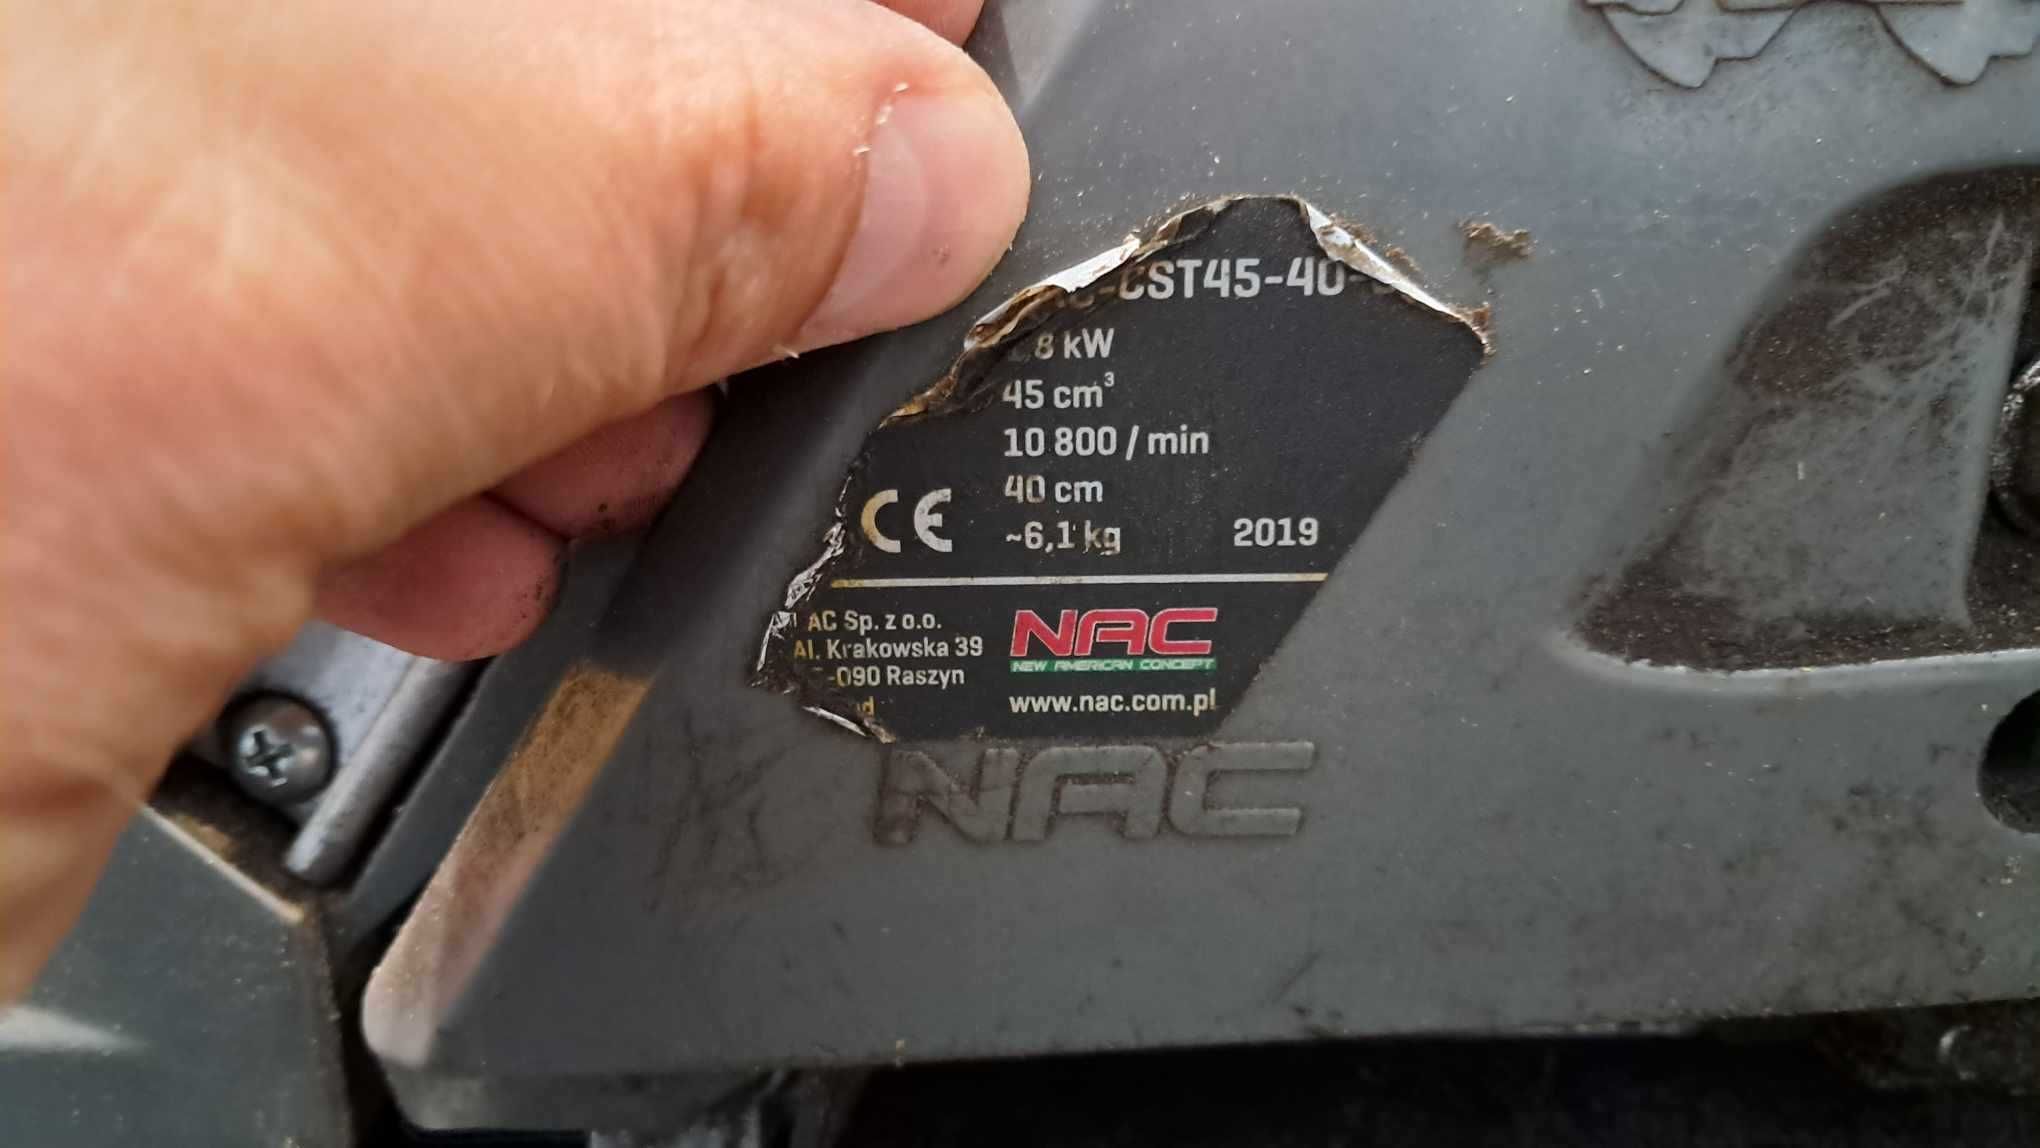 CST45-40-
8 kW
45 cm³
10 800 / min
40 cm
~6,1 kg
2019
CE
AC Sp. z o.o.
Al. Krakowska 39
-090 Raszyn
NAC
NEW AMERICAN CONCEPT
www.nac.com.pl
NAC